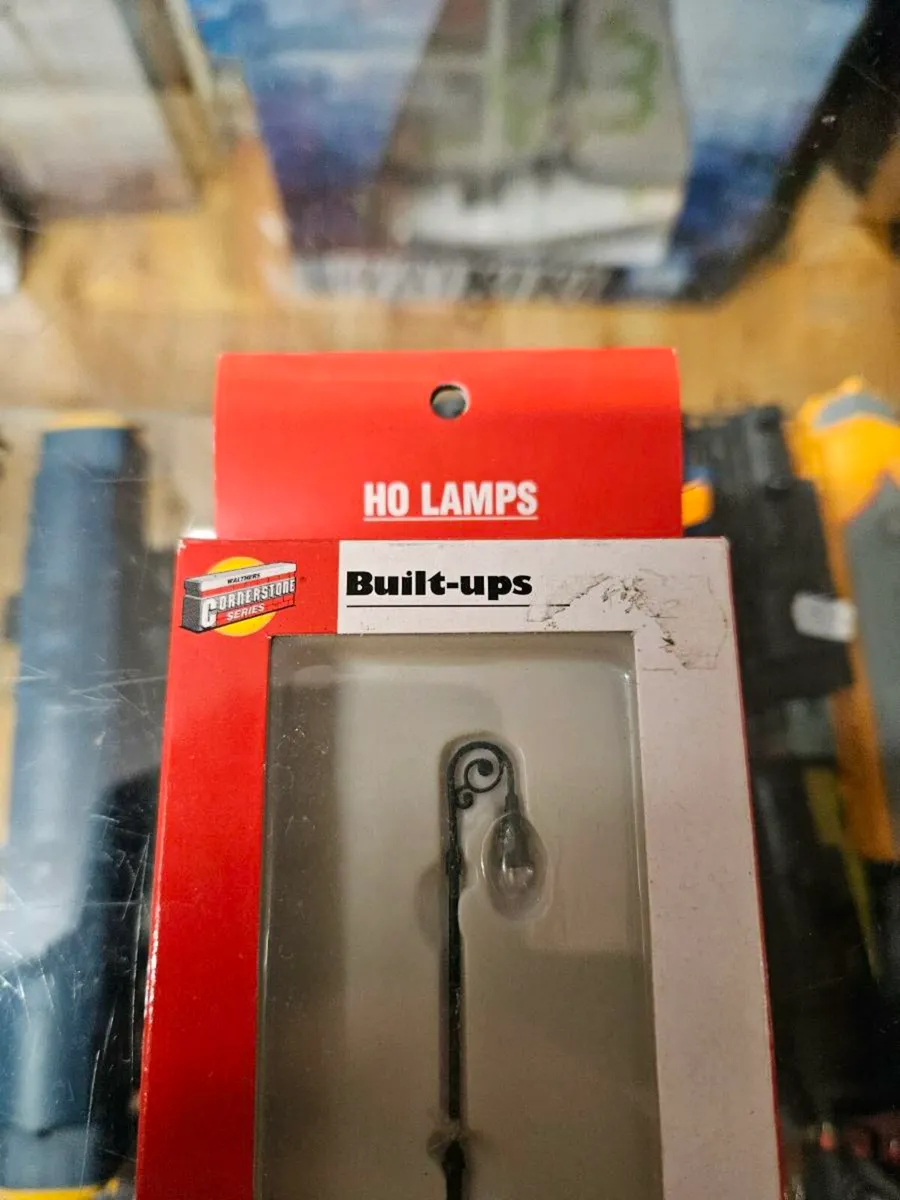 HO LAMPS
WALTHERS
CORNERSTONE
SERIES
Built-ups